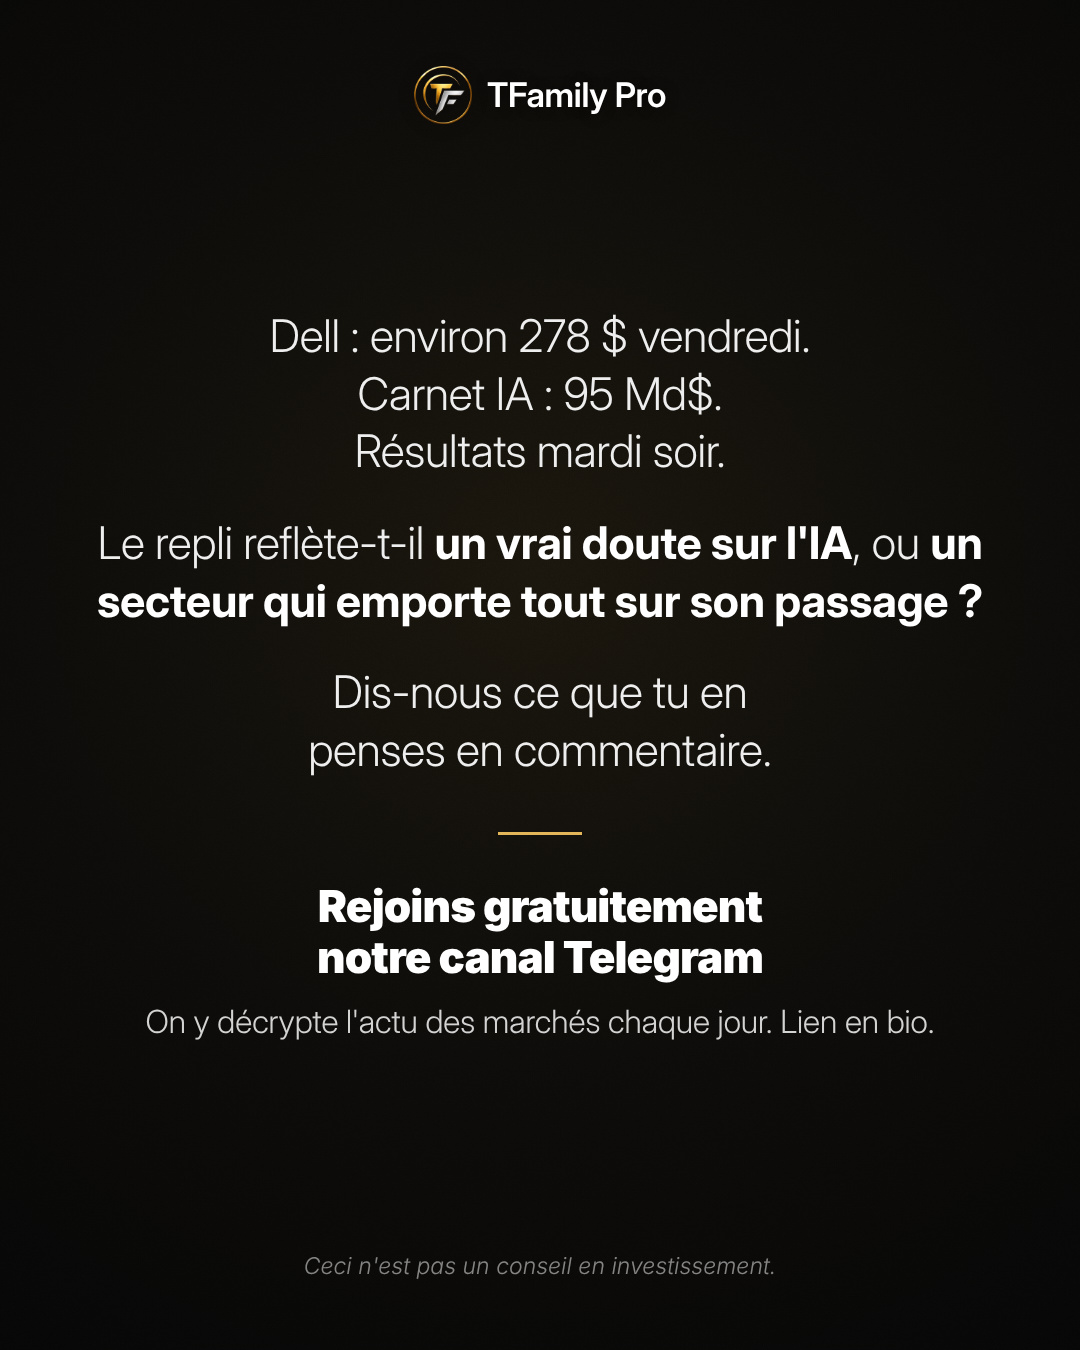 TF TFamily Pro
Dell : environ 278 $ vendredi.
Carnet IA : 95 Md$.
Résultats mardi soir.
Le repli reflète-t-il un vrai doute sur l'IA, ou un
secteur qui emporte tout sur son passage ?
Dis-nous ce que tu en
penses en commentaire.
Rejoins gratuitement
notre canal Telegram
On y décrypte l'actu des marchés chaque jour. Lien en bio.
Ceci n'est pas un conseil en investissement.